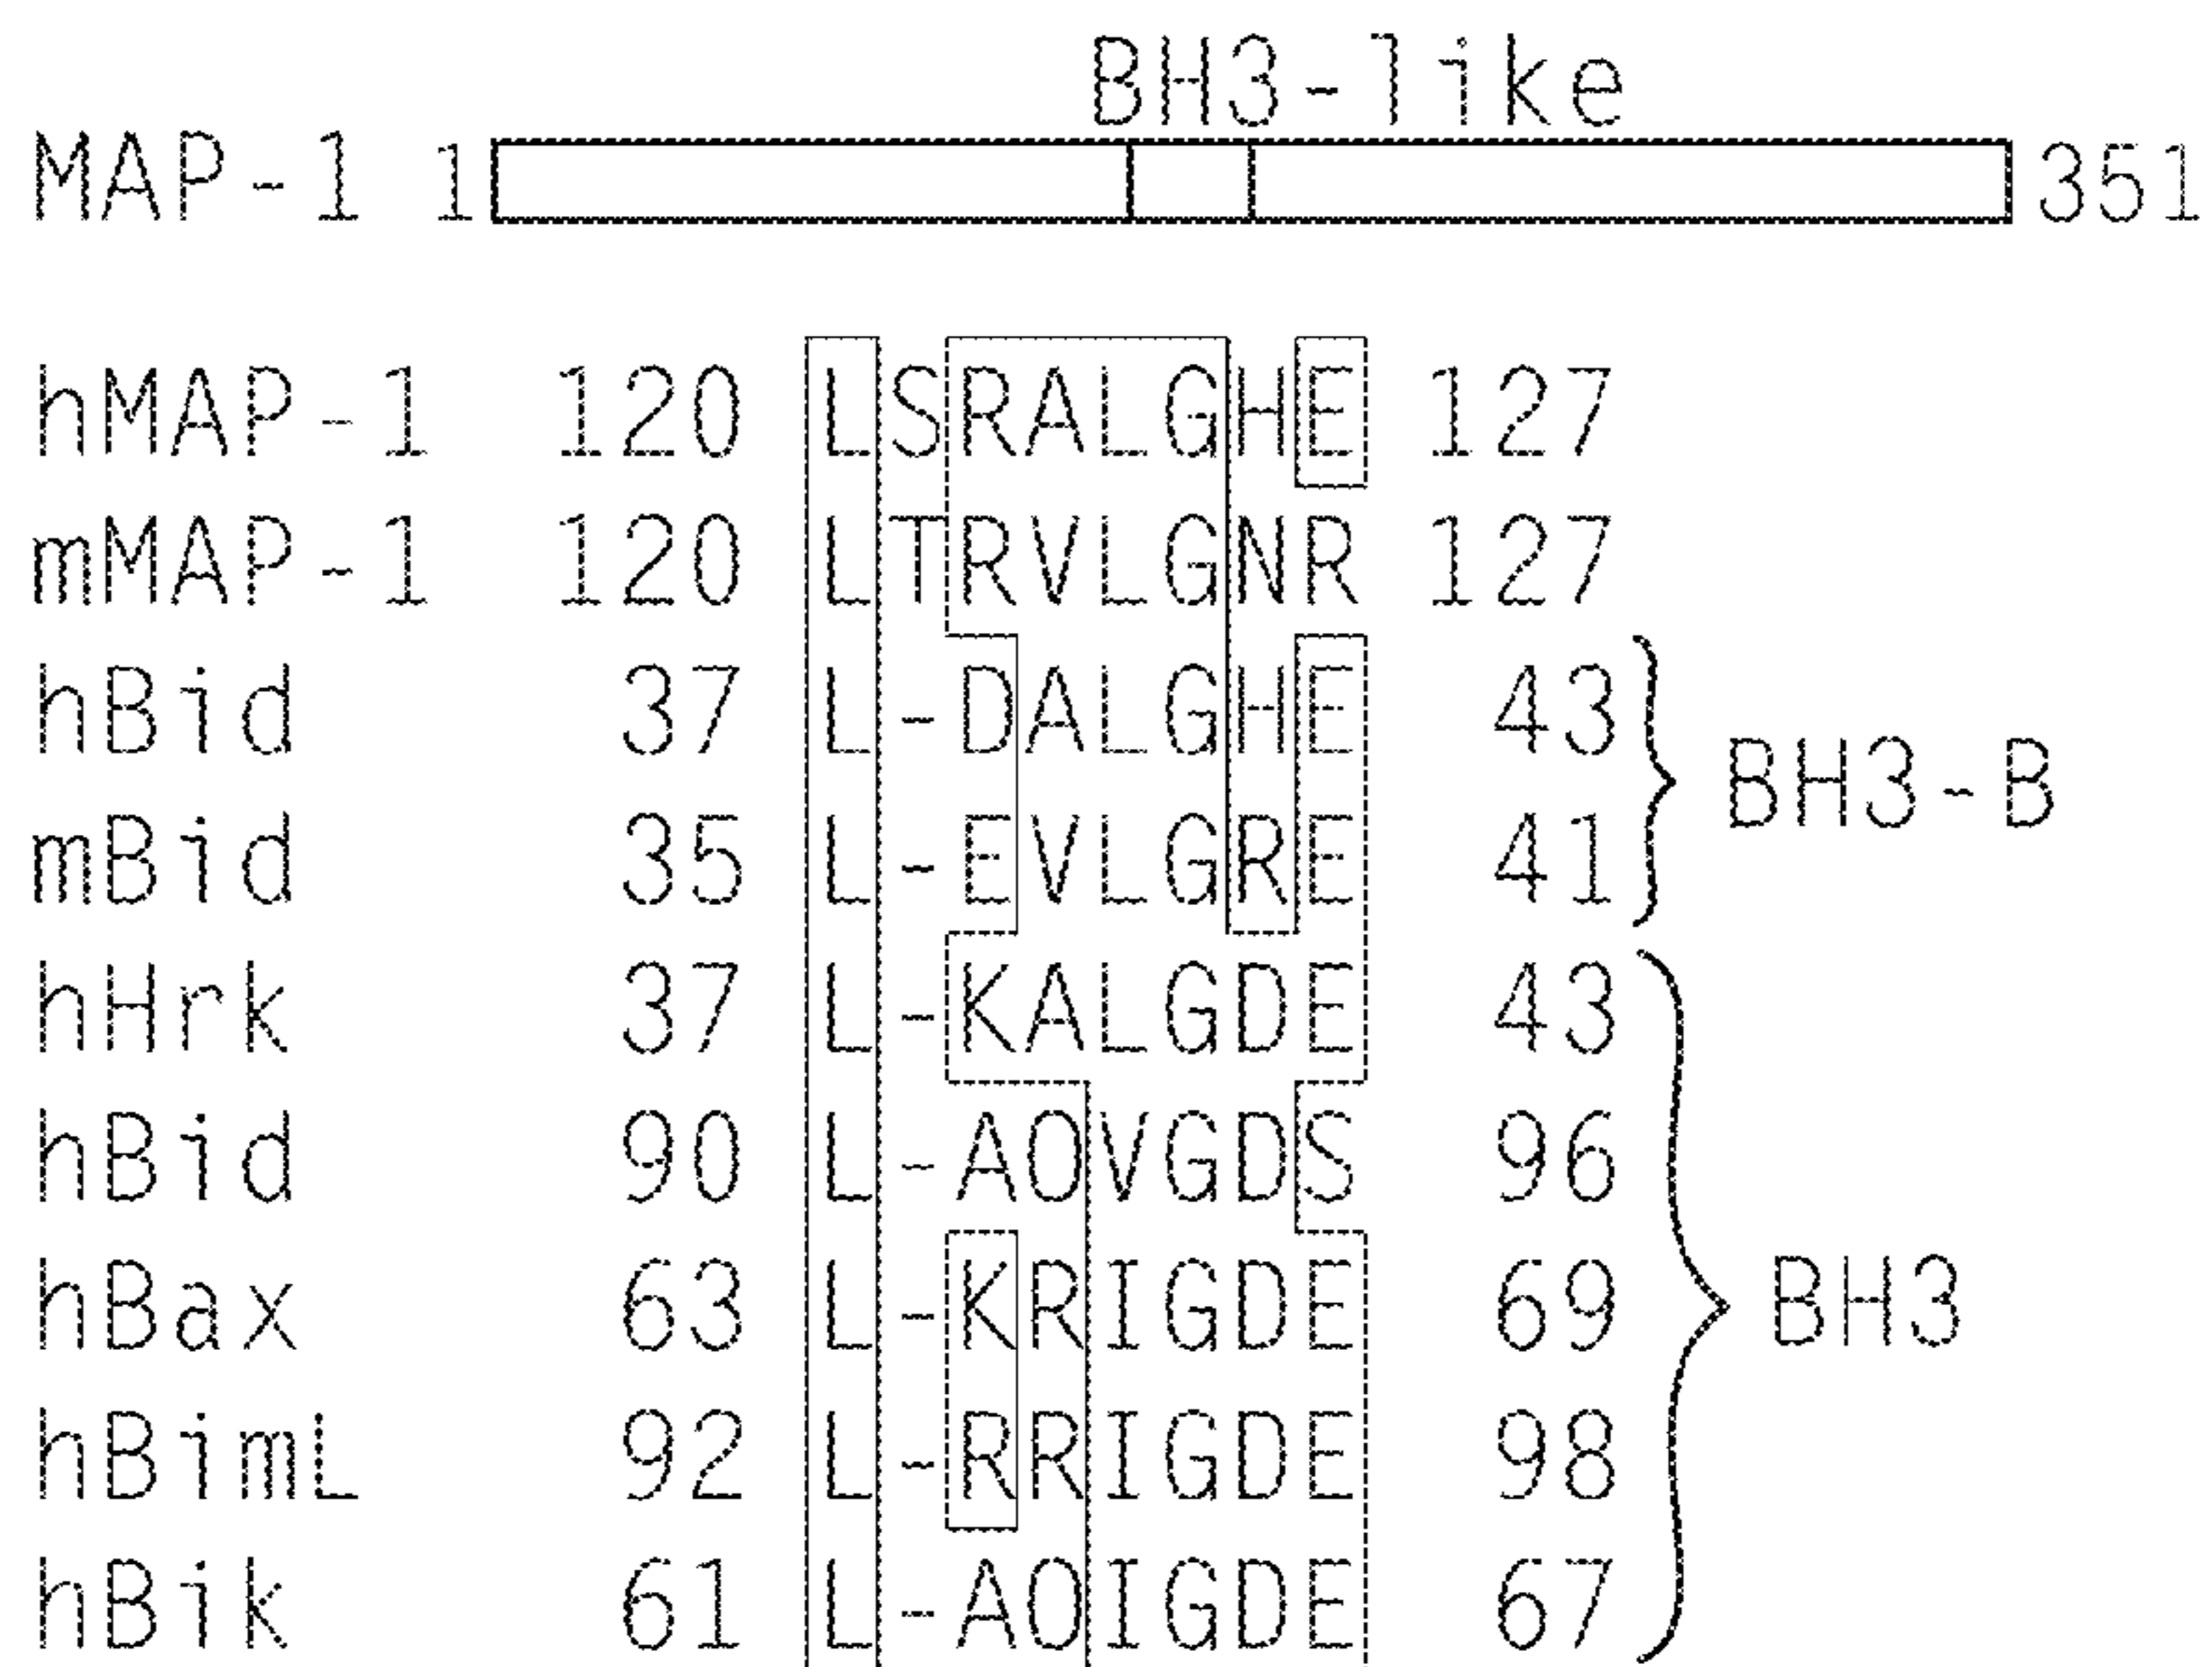 BH3-like
MAP-1 1 351
hMAP-1 120 LSRALGHE 127
mMAP-1 120 LTRVLGNR 127
hBid 37 L-DALGHE 43
mBid 35 L-EVLGRE 41
BH3-B
hHrk 37 L-KALGDE 43
hBid 90 L-AOVGDS 96
hBax 63 L-KRIGDE 69
BH3
hBimL 92 L-RRIGDE 98
hBik 61 L-AOIGDE 67